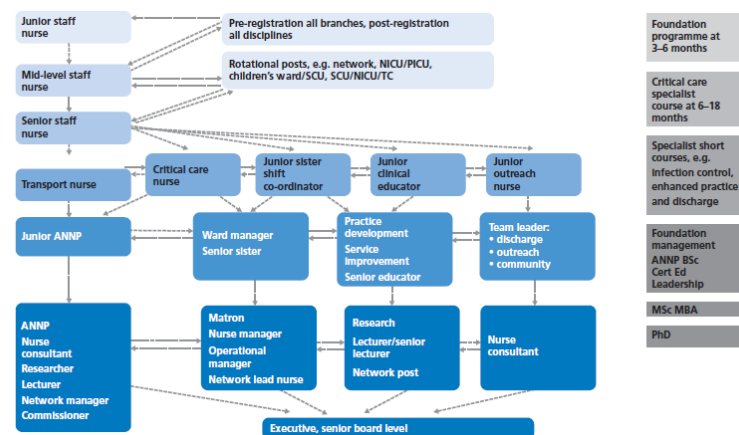 Junior staff
nurse
Pre-registration all branches, post-registration
all disciplines
Mid-level staff
nurse
Rotational posts, e.g. network, NICU/PICU,
children's ward/SCU, SCU/NICU/TC
Senior staff
nurse
Transport nurse
Critical care
nurse
Junior sister
shift
co-ordinator
Junior
clinical
educator
Junior
outreach
nurse
Junior ANNP
Ward manager
Senior sister
Practice
development
Service
improvement
Senior educator
Team leader:
• discharge
• outreach
• community
ANNP
Nurse
consultant
Researcher
Lecturer
Network manager
Commissioner
Matron
Nurse manager
Operational
manager
Network lead nurse
Research
Lecturer/senior
lecturer
Network post
Nurse
consultant
Executive, senior board level
Foundation
programme at
3–6 months
Critical care
specialist
course at 6–18
months
Specialist short
courses, e.g.
infection control,
enhanced practice
and discharge
Foundation
management
ANNP BSc
Cert Ed
Leadership
MSc MBA
PhD